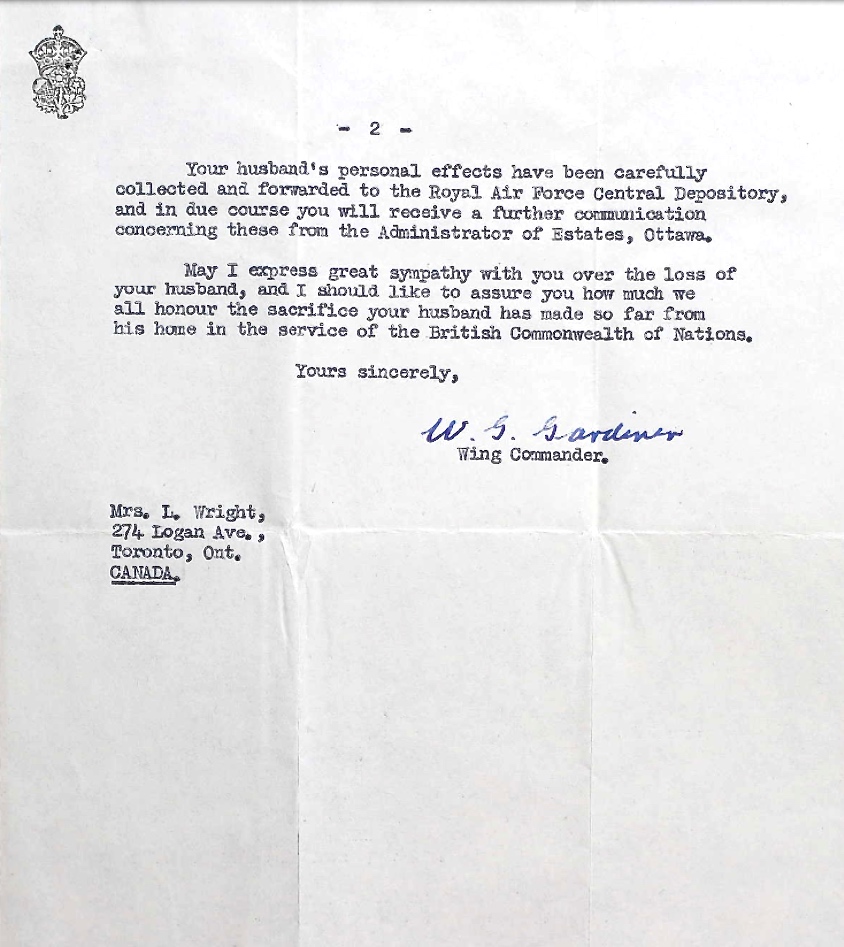 - 2 -
Your husband's personal effects have been carefully
collected and forwarded to the Royal Air Force Central Depository,
and in due course you will receive a further communication
concerning these from the Administrator of Estates, Ottawa.
May I express great sympathy with you over the loss of
your husband, and I should like to assure you how much we
all honour the sacrifice your husband has made so far from
his home in the service of the British Commonwealth of Nations.
Yours sincerely,
W. G. Gardiner
Wing Commander.
Mrs. L. Wright,
274 Logan Ave.,
Toronto, Ont.
CANADA.